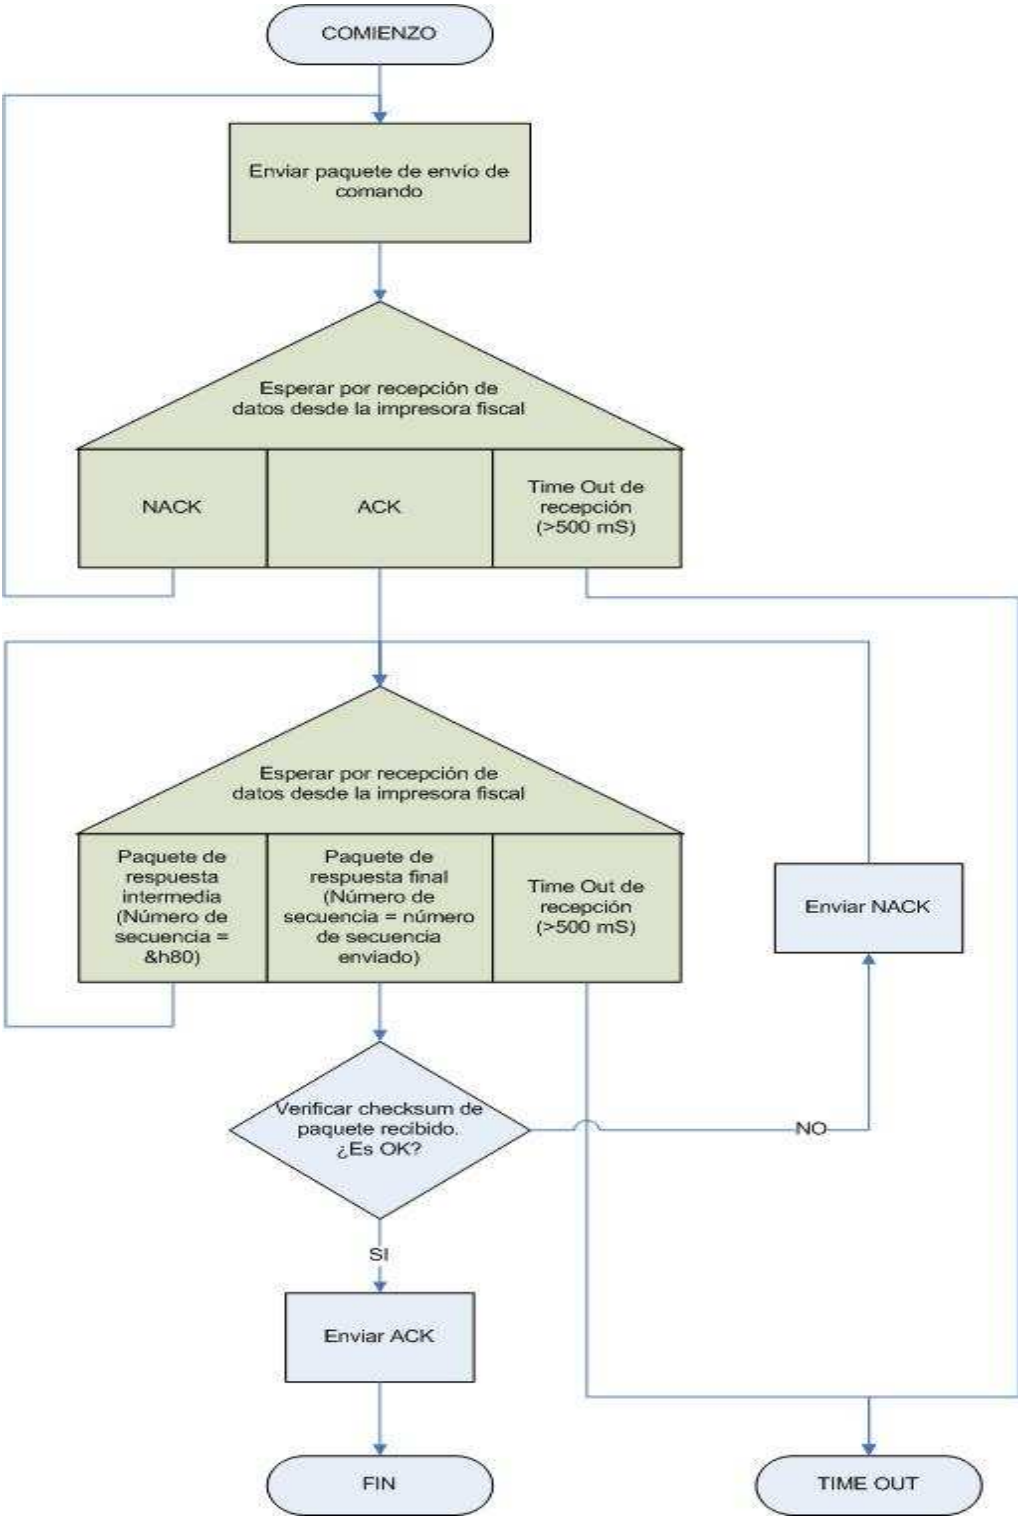 COMIENZO
Enviar paquete de envío de
comando
Esperar por recepción de
datos desde la impresora fiscal
NACK
ACK
Time Out de
recepción
(>500 mS)
Esperar por recepción de
datos desde la impresora fiscal
Paquete de
respuesta
intermedia
(Número de
secuencia =
&h80)
Paquete de
respuesta final
(Número de
secuencia = número
de secuencia
enviado)
Time Out de
recepción
(>500 mS)
Enviar NACK
Verificar checksum de
paquete recibido.
¿Es OK?
NO
SI
Enviar ACK
FIN
TIME OUT